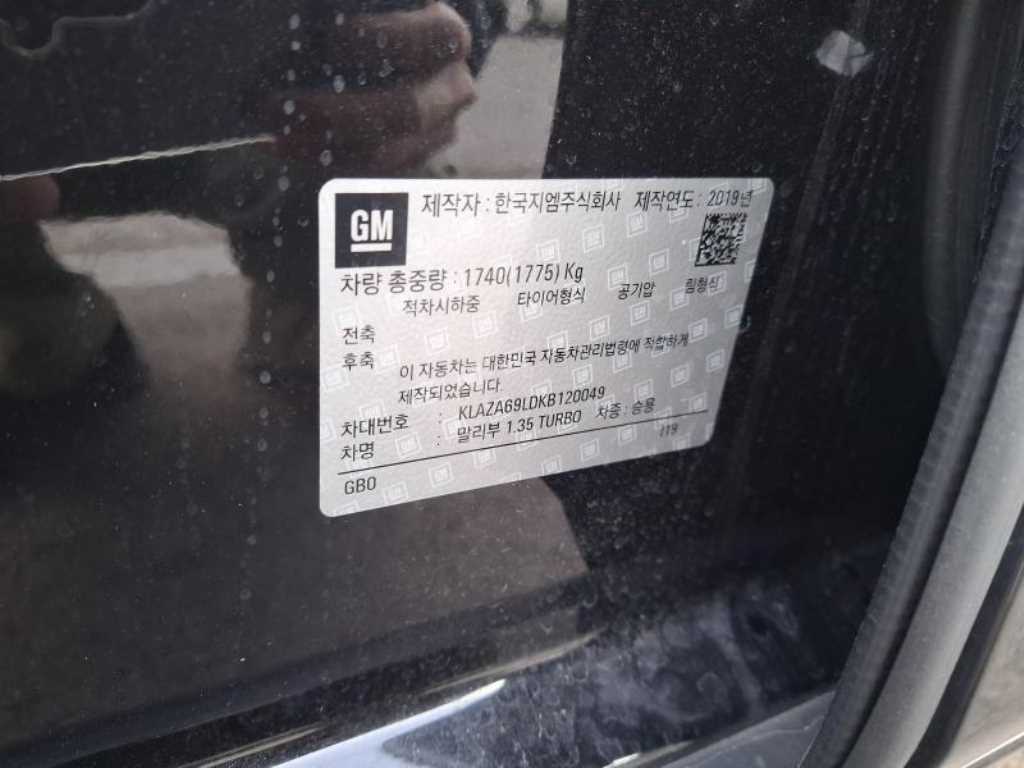 GM
제작자 : 한국지엠주식회사 제작연도 : 2019년
차량 총중량 : 1740(1775) Kg
적차시하중 타이어형식 공기압 림형식
전축
후축
이 자동차는 대한민국 자동차관리법령에 적합하게
제작되었습니다.
차대번호 : KLAZA69LDKB120049
차명 : 말리부 1.35 TURBO 차종 : 승용
GB0